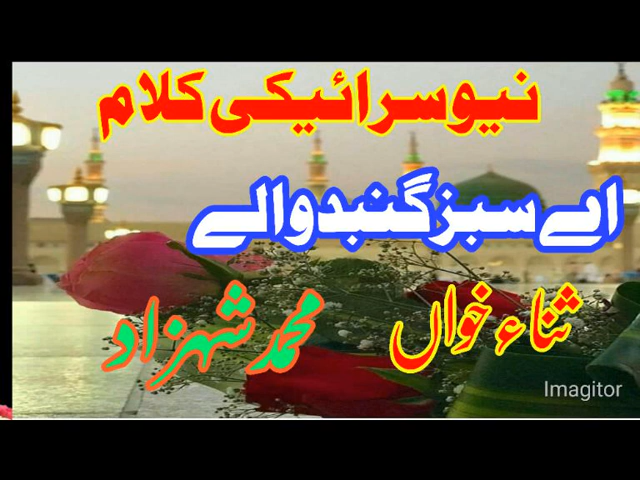 نیو سرائیکی کلام
اے سبز گنبد والے
ثناء خواں
محمد شہزاد
Imagitor